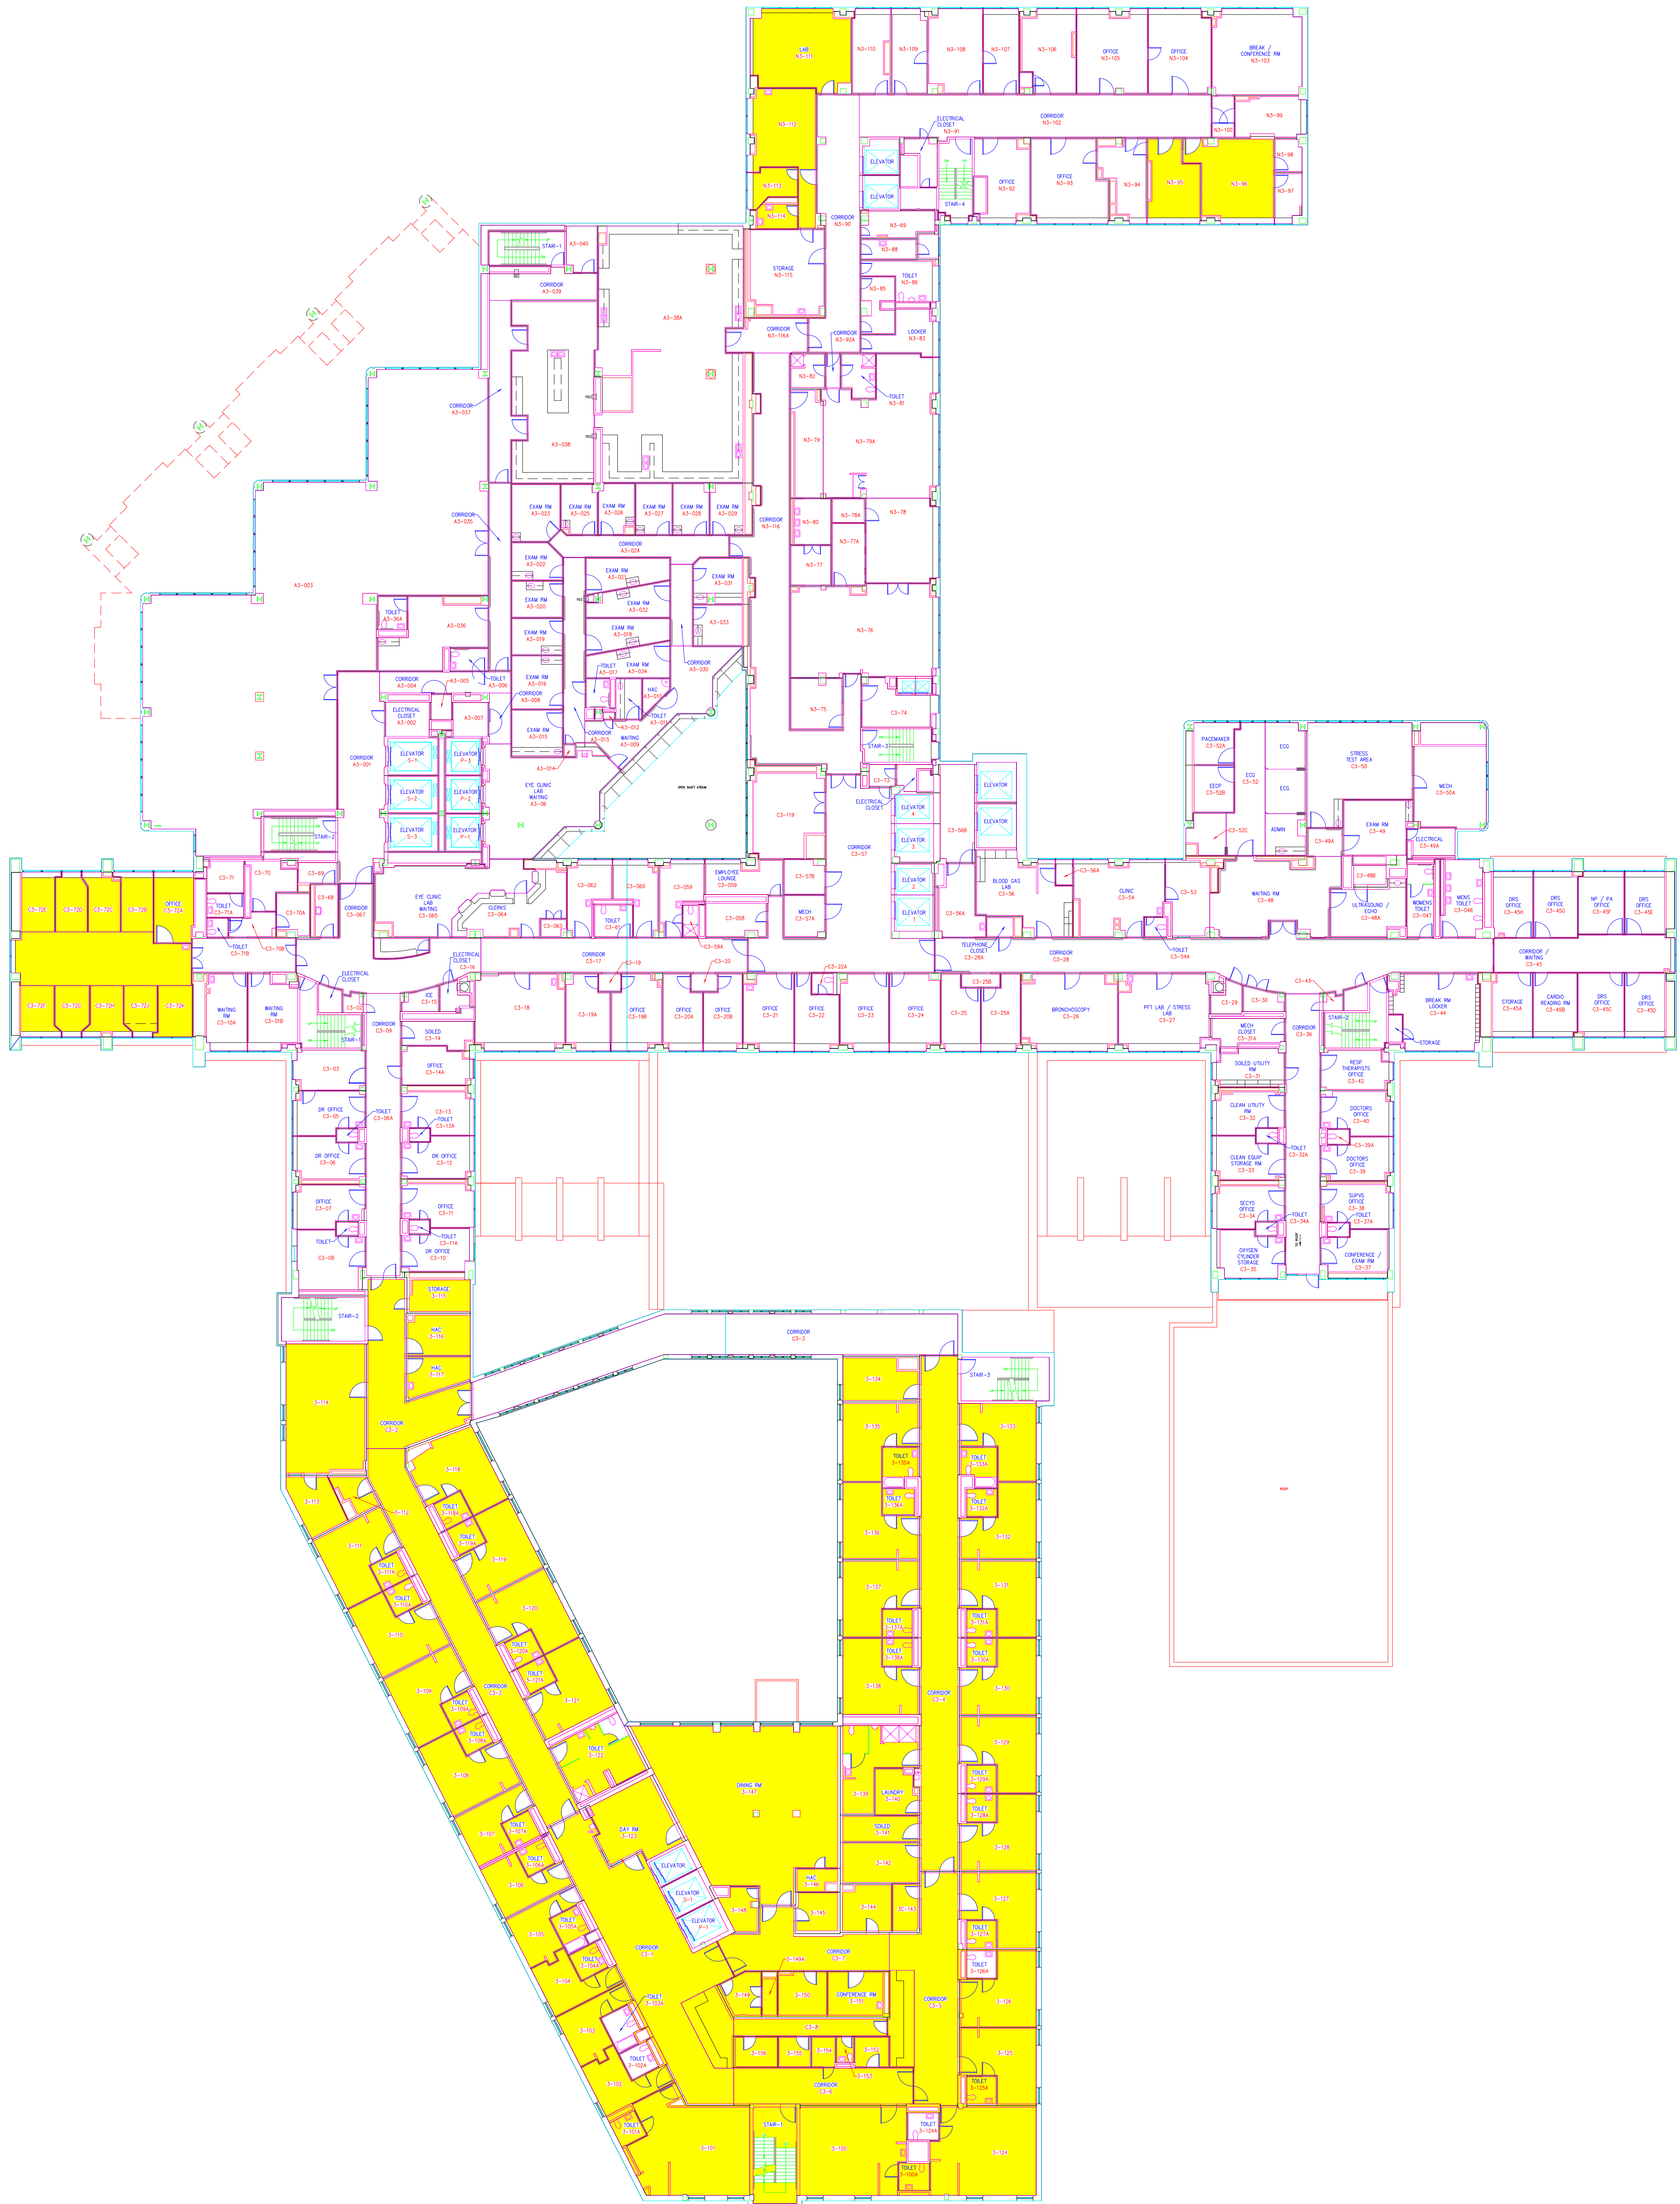 LAB
N3-111
N3-110
N3-109
N3-108
N3-107
N3-106
OFFICE
N3-105
OFFICE
N3-104
BREAK /
CONFERENCE RM
N3-103
N3-112
ELECTRICAL
CLOSET
N3-91
CORRIDOR
N3-102
N3-100
N3-99
ELEVATOR
ELEVATOR
STAIR-4
OFFICE
N3-92
OFFICE
N3-93
N3-94
N3-95
N3-96
N3-98
N3-97
N3-113
N3-114
CORRIDOR
N3-90
N3-69
N3-88
STAIR-1
A3-040
CORRIDOR
A3-039
STORAGE
N3-115
N3-85
TOILET
N3-86
A3-38A
CORRIDOR
N3-116A
CORRIDOR
N3-92A
LOCKER
N3-83
N3-82
TOILET
N3-81
CORRIDOR
A3-037
A3-038
N3-79
N3-79A
EXAM RM
A3-023
EXAM RM
A3-025
EXAM RM
A3-026
EXAM RM
A3-027
EXAM RM
A3-028
EXAM RM
A3-029
CORRIDOR
A3-035
CORRIDOR
N3-116
N3-80
N3-78A
N3-78
N3-77A
N3-77
CORRIDOR
A3-024
EXAM RM
A3-022
EXAM RM
A3-021
EXAM RM
A3-031
A3-003
EXAM RM
A3-020
EXAM RM
A3-032
TOILET
A3-36A
A3-036
EXAM RM
A3-019
EXAM RM
A3-018
A3-033
N3-76
CORRIDOR
A3-004
A3-005
TOILET
A3-006
EXAM RM
A3-016
TOILET
A3-017
EXAM RM
A3-034
CORRIDOR
A3-030
CORRIDOR
A3-008
HAC
A3-010
TOILET
A3-011
ELECTRICAL
CLOSET
A3-002
A3-007
A3-012
CORRIDOR
A3-013
WAITING
A3-009
EXAM RM
A3-015
A3-014
N3-75
C3-74
STAIR-3
CORRIDOR
A3-001
ELEVATOR
S-1
ELEVATOR
P-3
ELEVATOR
S-2
ELEVATOR
P-2
ELEVATOR
S-3
ELEVATOR
P-1
EYE CLINIC
LAB
WAITING
A3-06
OPEN SHAFT ATRIUM
C3-73
ELECTRICAL
CLOSET
STAIR-2
C3-119
CORRIDOR
C3-57
ELEVATOR
4
ELEVATOR
3
ELEVATOR
2
ELEVATOR
1
C3-56B
ELEVATOR
ELEVATOR
PACEMAKER
C3-52A
EECP
C3-52B
C3-52C
ECG
C3-52
ECG
ECG
ADMIN
STRESS
TEST AREA
C3-50
MECH
C3-50A
EXAM RM
C3-49
C3-49A
ELECTRICAL
C3-49A
C3-72E
C3-72D
C3-72C
C3-72B
OFFICE
C3-72A
C3-71
C3-70
C3-69
C3-68
TOILET
C3-71A
C3-70A
TOILET
C3-71B
C3-70B
CORRIDOR
C3-067
EYE CLINIC
LAB
WAITING
C3-065
CLERKS
C3-064
C3-063
C3-062
C3-060
TOILET
C3-61
C3-059
EMPLOYEE
LOUNGE
C3-059
C3-058
C3-59A
C3-57B
MECH
C3-57A
C3-56A
BLOOD GAS
LAB
C3-56
C3-56A
CLINIC
C3-54
C3-53
TOILET
C3-54A
WAITING RM
C3-48
C3-48B
ULTRASOUND /
ECHO
C3-48A
WOMENS
TOILET
C3-047
MENS
TOILET
C3-046
DRS
OFFICE
C3-45H
DRS
OFFICE
C3-45G
NP / PA
OFFICE
C3-45F
DRS
OFFICE
C3-45E
TELEPHONE
CLOSET
C3-28A
CORRIDOR
C3-28
CORRIDOR /
WAITING
C3-45
C3-72F
C3-72G
C3-72H
C3-72J
C3-72K
WAITING
RM
C3-10A
WAITING
RM
C3-01B
ELECTRICAL
CLOSET
C3-02
STAIR-1
CORRIDOR
C3-09
ELECTRICAL
CLOSET
C3-16
ICE
C3-15
SOILED
C3-14
CORRIDOR
C3-17
C3-19
C3-20
C3-18
C3-19A
OFFICE
C3-19B
OFFICE
C3-20A
OFFICE
C3-20B
OFFICE
C3-21
C3-22A
OFFICE
C3-22
OFFICE
C3-23
OFFICE
C3-24
C3-25B
C3-25
C3-25A
BRONCHOSCOPY
C3-26
PFT LAB / STRESS
LAB
C3-27
C3-29
C3-30
MECH
CLOSET
C3-31A
CORRIDOR
C3-36
C3-43
STAIR-2
BREAK RM
LOCKER
C3-44
STORAGE
STORAGE
C3-45A
CARDIO
READING RM
C3-45B
DRS
OFFICE
C3-45C
DRS
OFFICE
C3-45D
C3-03
OFFICE
C3-14A
SOILED UTILITY
RM
C3-31
RESP
THERAPISTS
OFFICE
C3-42
DR OFFICE
C3-05
TOILET
C3-06A
C3-13
TOILET
C3-13A
CLEAN UTILITY
RM
C3-32
DOCTORS
OFFICE
C3-40
DR OFFICE
C3-06
DR OFFICE
C3-12
TOILET
C3-32A
C3-39A
CLEAN EQUIP
STORAGE RM
C3-33
DOCTORS
OFFICE
C3-39
OFFICE
C3-07
TOILET
OFFICE
C3-11
TOILET
C3-11A
SECYS
OFFICE
C3-34
TOILET
C3-34A
SUPVS
OFFICE
C3-38
TOILET
C3-37A
C3-08
DR OFFICE
C3-10
OXYGEN
CYLINDER
STORAGE
C3-35
TO ROOF
CONFERENCE /
EXAM RM
C3-37
STORAGE
3-115
STAIR-2
HAC
3-116
HAC
3-117
3-114
CORRIDOR
C3-2
CORRIDOR
C3-3
STAIR-3
3-134
3-135
3-133
TOILET
3-135A
TOILET
3-133A
TOILET
3-136A
TOILET
3-132A
3-136
3-132
ROOF
3-118
3-113
3-112
TOILET
3-118A
TOILET
3-119A
3-111
3-119
TOILET
3-111A
TOILET
3-110A
3-137
3-131
3-110
3-120
TOILET
3-137A
TOILET
3-131A
TOILET
3-138A
TOILET
3-130A
TOILET
3-120A
TOILET
3-121A
CORRIDOR
C3-2
3-109
3-121
3-138
CORRIDOR
C3-4
3-130
TOILET
3-109A
TOILET
3-108A
TOILET
3-122
3-129
3-108
DINING RM
3-147
3-139
LAUNDRY
3-140
TOILET
3-129A
TOILET
3-128A
3-107
TOILET
3-107A
DAY RM
3-123
SOILED
3-141
3-128
TOILET
3-106A
3-106
ELEVATOR
ELEVATOR
S-1
ELEVATOR
P-1
HAC
3-146
3-142
3-127
3-148
3-145
3-144
3C-143
3-105
TOILET
3-105A
TOILET
3-127A
CORRIDOR
C3-1
CORRIDOR
C3-7
3-104
TOILET
3-104A
TOILET
3-126A
3-149A
3-149
3-150
CONFERENCE RM
3-151
CORRIDOR
C3-5
3-126
TOILET
3-103A
3-103
C3-8
3-156
3-155
3-154
3-152
3-153
3-125
TOILET
3-102A
3-102
CORRIDOR
C3-6
TOILET
3-125A
TOILET
3-101A
STAIR-1
TOILET
3-124A
3-101
3-100
3-124
TOILET
3-100A